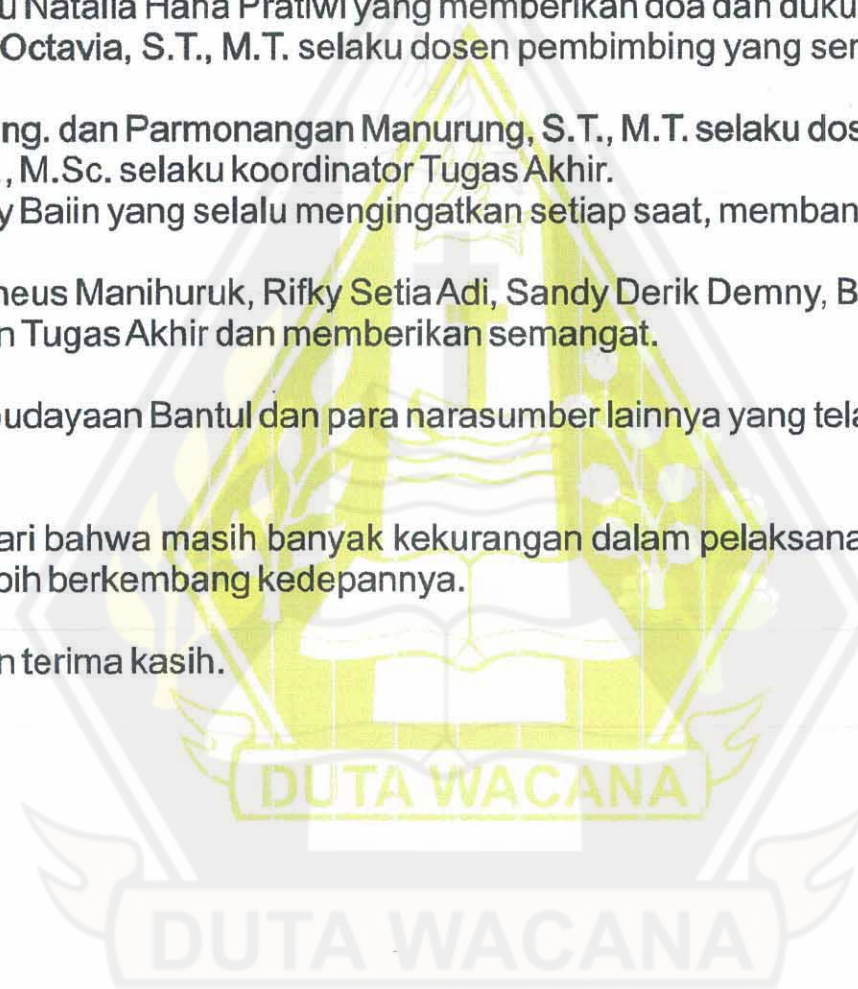 u Natalia Hana Pratiwi yang memberikan doa dan duku
Octavia, S.T., M.T. selaku dosen pembimbing yang ser
ng. dan Parmonangan Manurung, S.T., M.T. selaku dos
, M.Sc. selaku koordinator Tugas Akhir.
y Baiin yang selalu mengingatkan setiap saat, memban
neus Manihuruk, Rifky Setia Adi, Sandy Derik Demny, B
n Tugas Akhir dan memberikan semangat.
oudayaan Bantul dan para narasumber lainnya yang tela
ari bahwa masih banyak kekurangan dalam pelaksana
bih berkembang kedepannya.
n terima kasih.
DUTA WACANA
DUTA WACANA